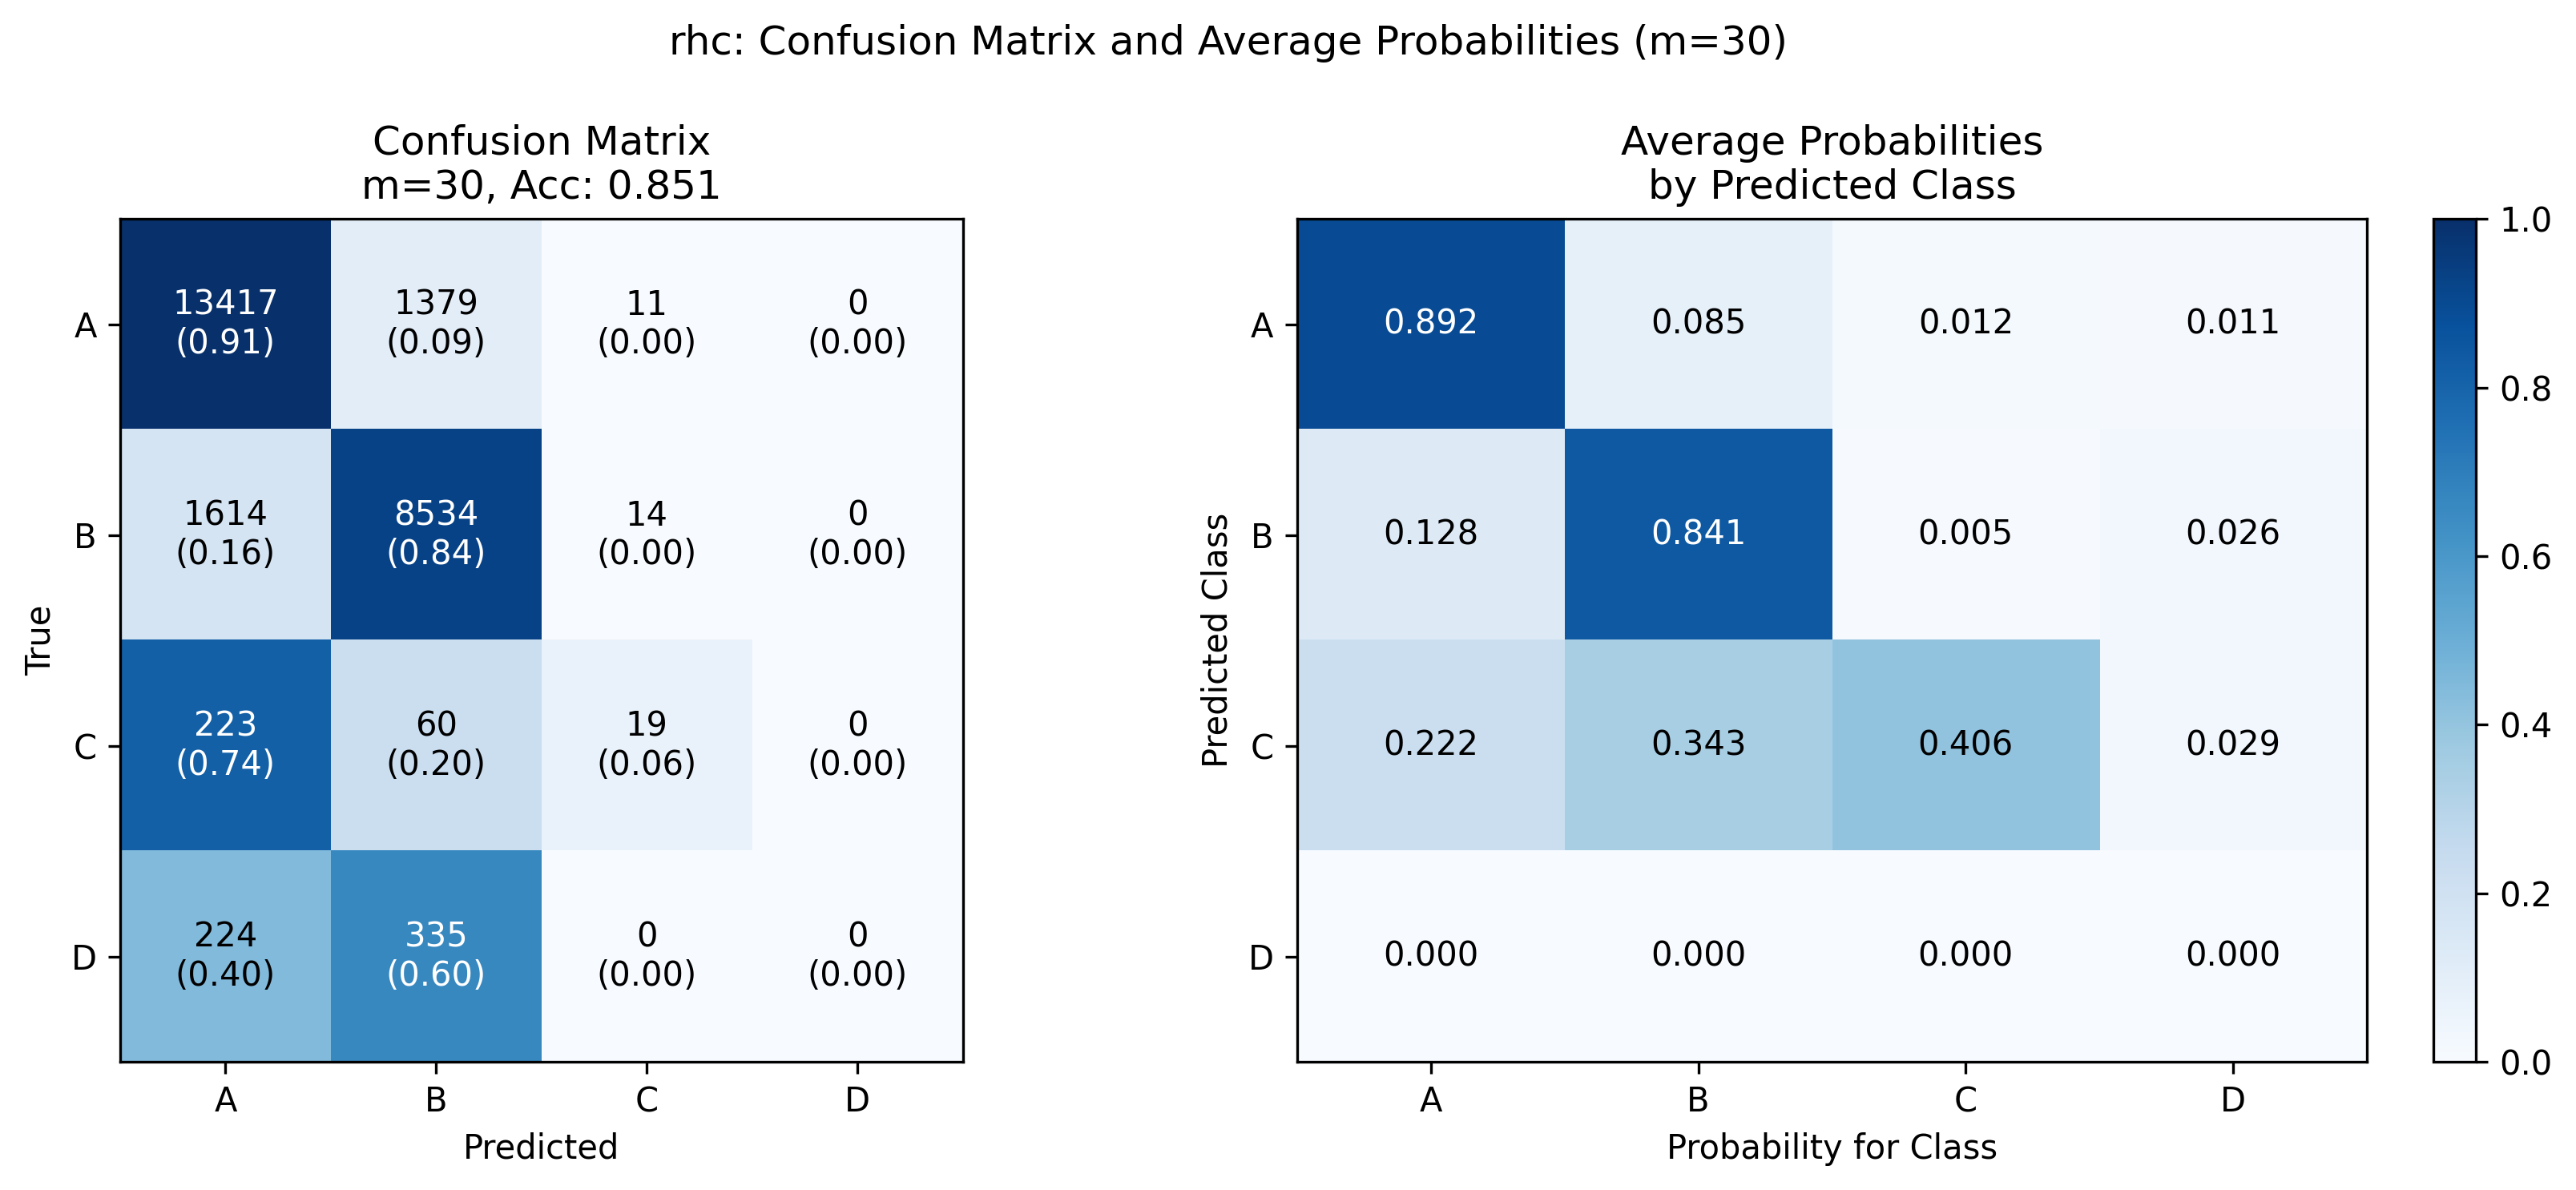 rhc: Confusion Matrix and Average Probabilities (m=30)
Confusion Matrix
m=30, Acc: 0.851
True
A
13417
(0.91)
1379
(0.09)
11
(0.00)
0
(0.00)
B
1614
(0.16)
8534
(0.84)
14
(0.00)
0
(0.00)
C
223
(0.74)
60
(0.20)
19
(0.06)
0
(0.00)
D
224
(0.40)
335
(0.60)
0
(0.00)
0
(0.00)
A B C D
Predicted
Average Probabilities
by Predicted Class
Predicted Class
A 0.892 0.085 0.012 0.011
B 0.128 0.841 0.005 0.026
C 0.222 0.343 0.406 0.029
D 0.000 0.000 0.000 0.000
A B C D
Probability for Class
1.0
0.8
0.6
0.4
0.2
0.0